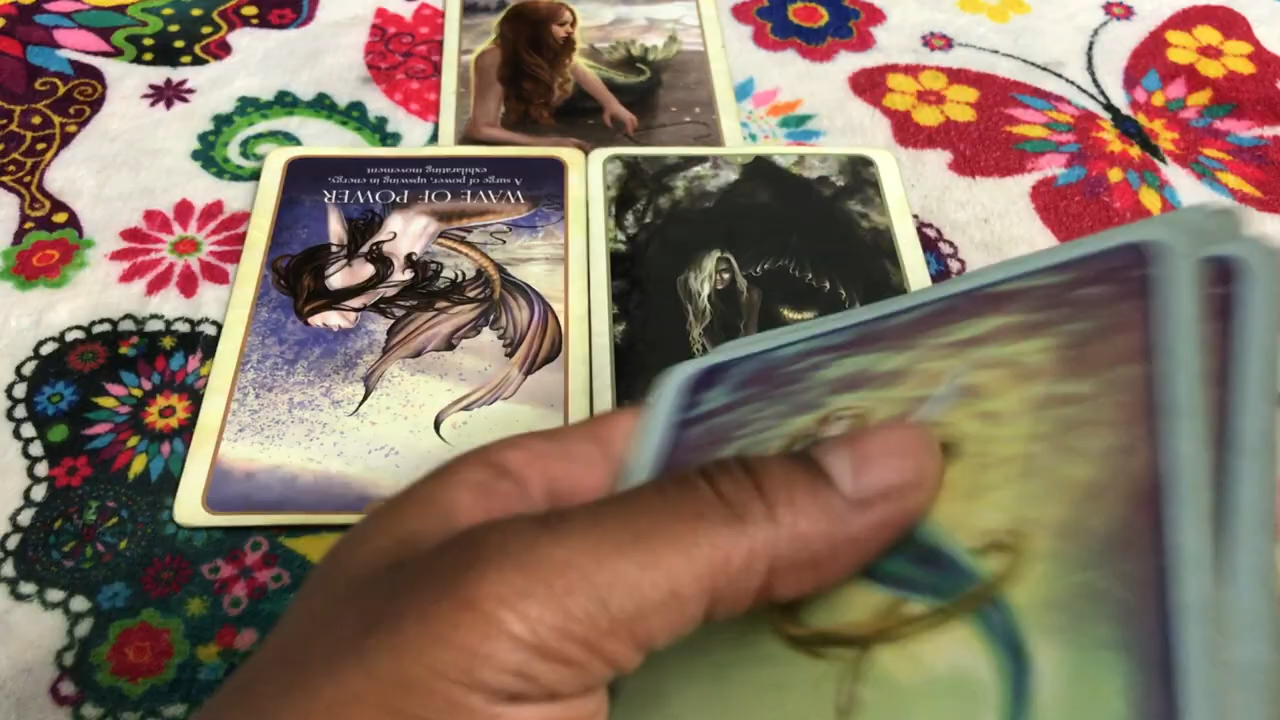 WAVE OF POWER
A surge of power, upswing in energy,
exhilarating movement